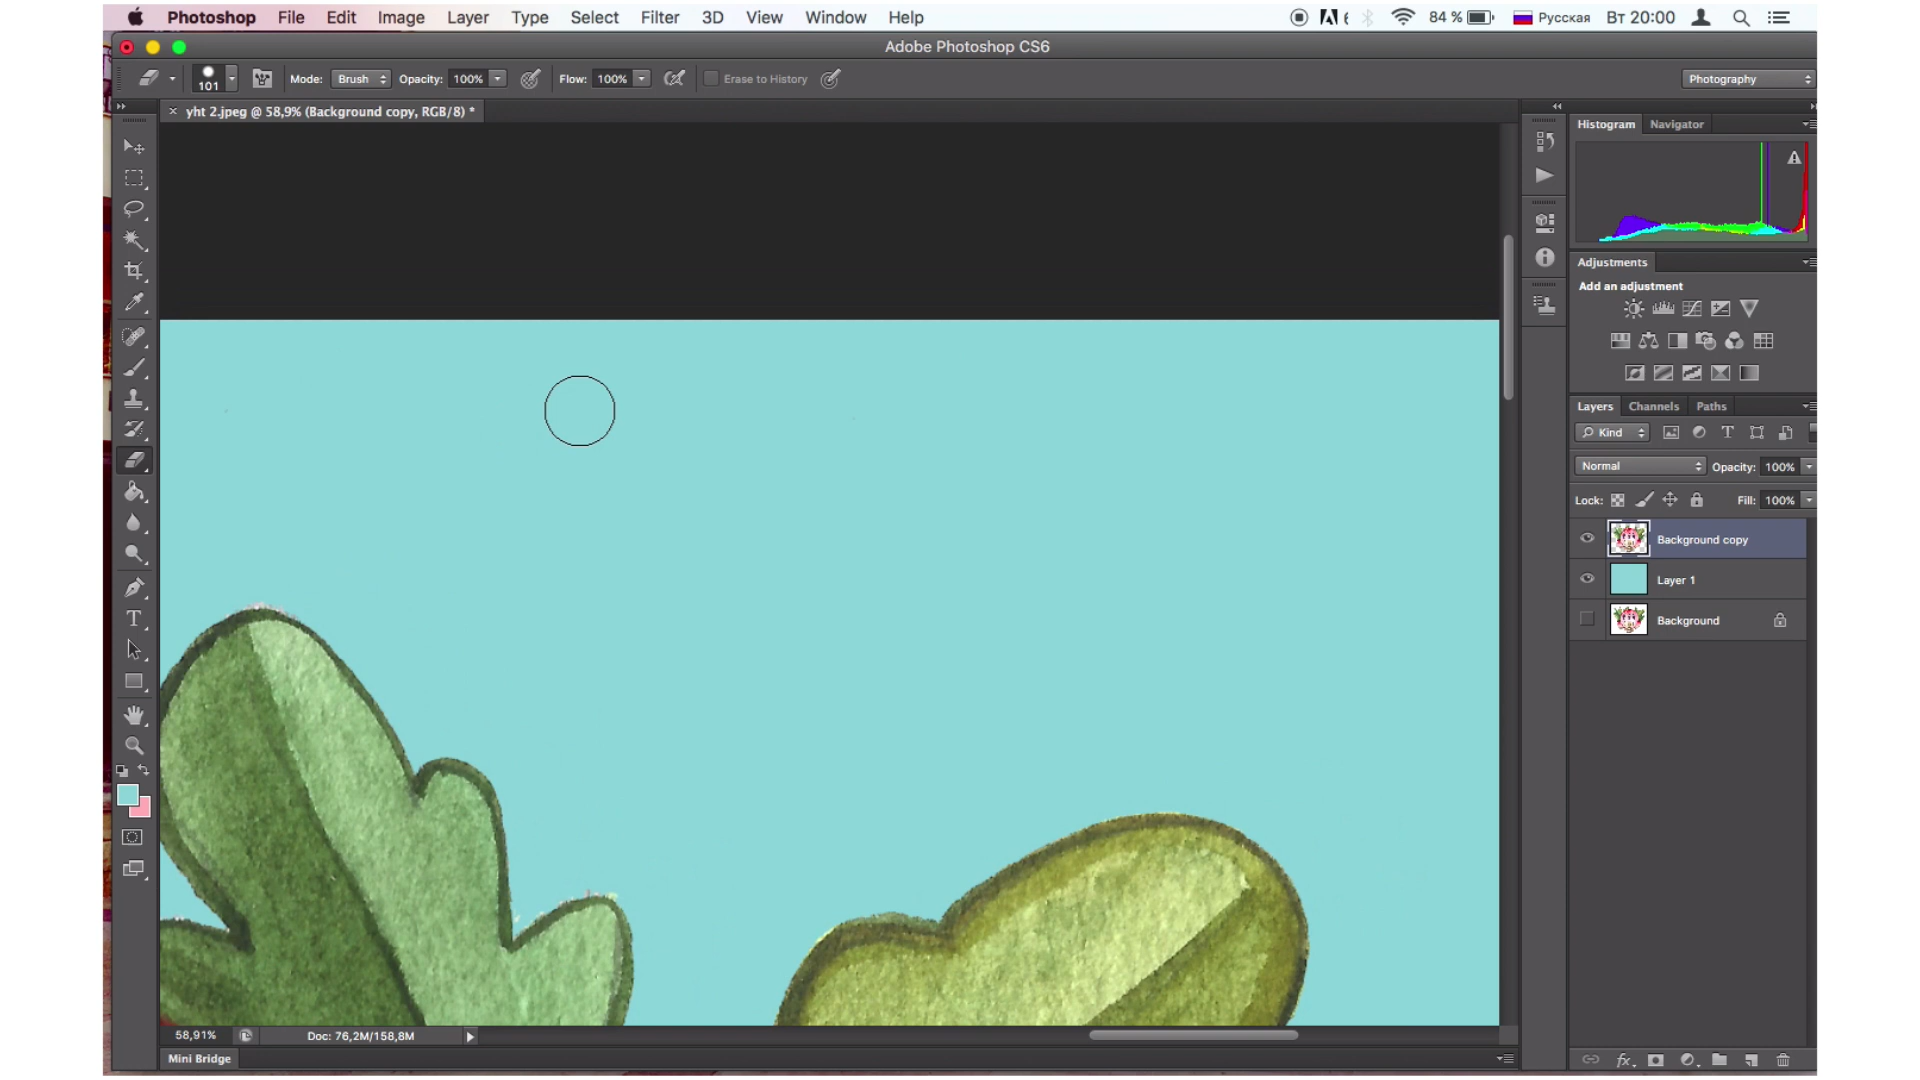 Photoshop File Edit Image Layer Type Select Filter 3D View Window Help 84 % Русская Вт 20:00
Adobe Photoshop CS6
101 Mode: Brush Opacity: 100% Flow: 100% Erase to History Photography
yht 2.jpeg @ 58,9% (Background copy, RGB/8) *
Histogram Navigator
Adjustments
Add an adjustment
Layers Channels Paths
Kind
Normal Opacity: 100%
Lock: Fill: 100%
Background copy
Layer 1
Background
58,91% Doc: 76,2M/158,8M
Mini Bridge